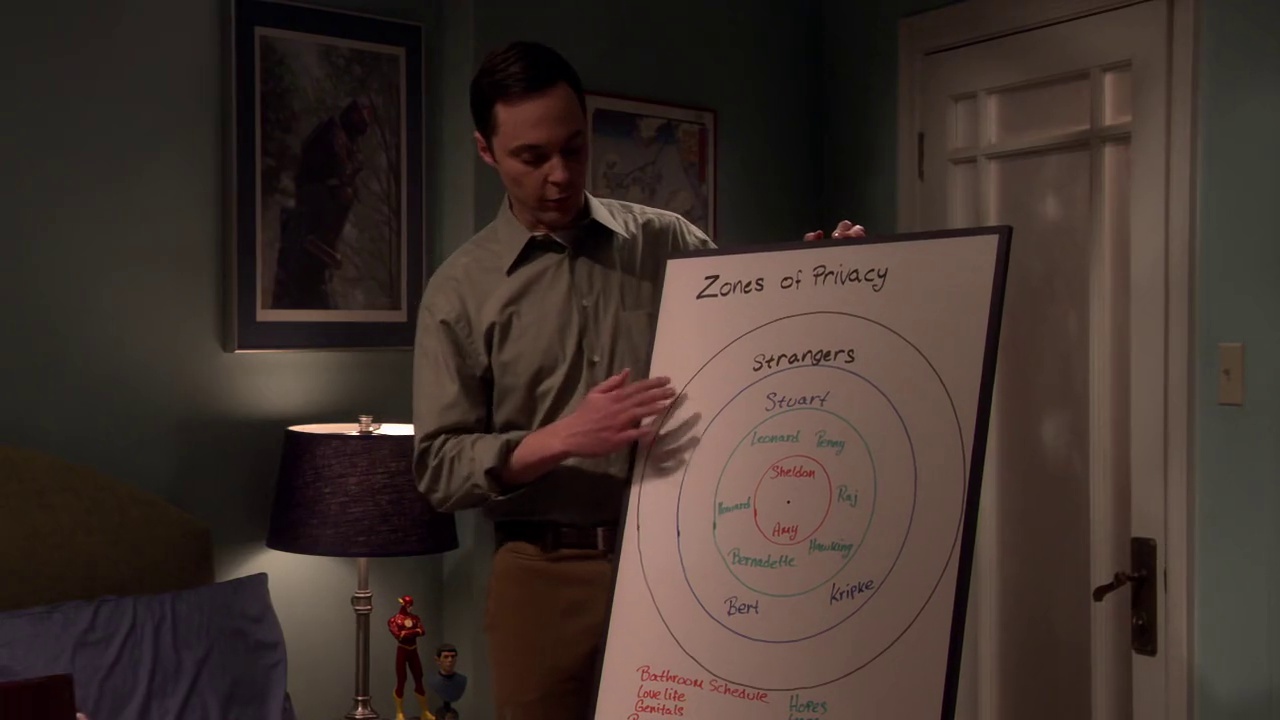 Zones of Privacy
Strangers
Stuart
Leonard Penny
Sheldon
Howard
Raj
Amy
Hawking
Bernadette
Kripke
Bert
Bathroom Schedule
Love life
Genitals
Hopes